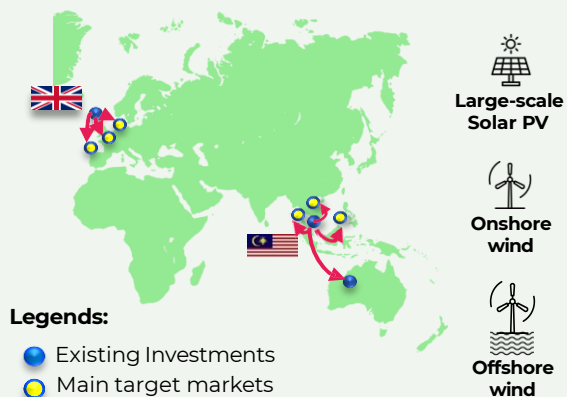 Large-scale
Solar PV
Onshore
wind
Offshore
wind
Legends:
Existing Investments
Main target markets